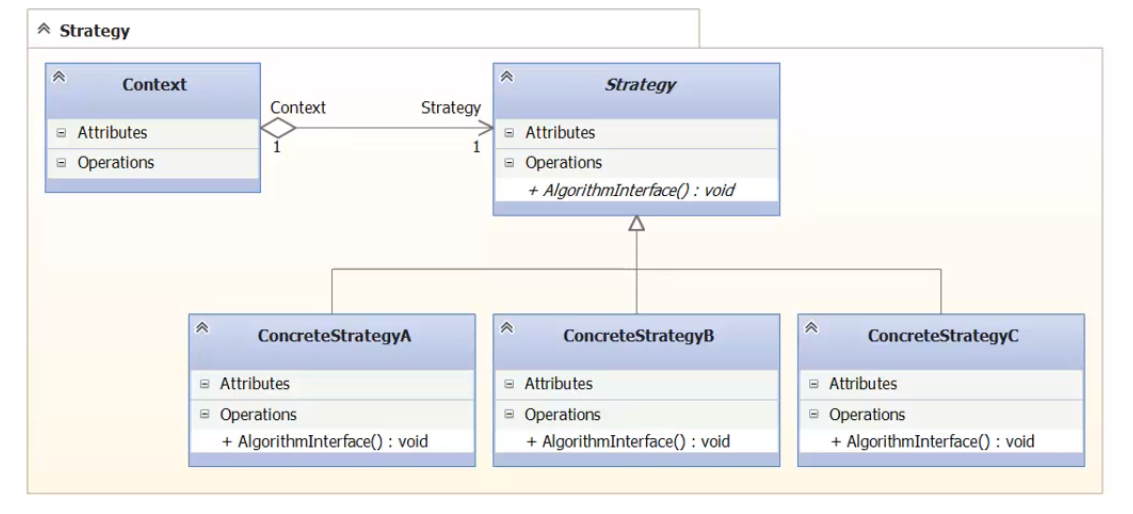 Strategy
Context
Attributes
Operations
Context
Strategy
1
1
Strategy
Attributes
Operations
+ AlgorithmInterface() : void
ConcreteStrategyA
Attributes
Operations
+ AlgorithmInterface() : void
ConcreteStrategyB
Attributes
Operations
+ AlgorithmInterface() : void
ConcreteStrategyC
Attributes
Operations
+ AlgorithmInterface() : void